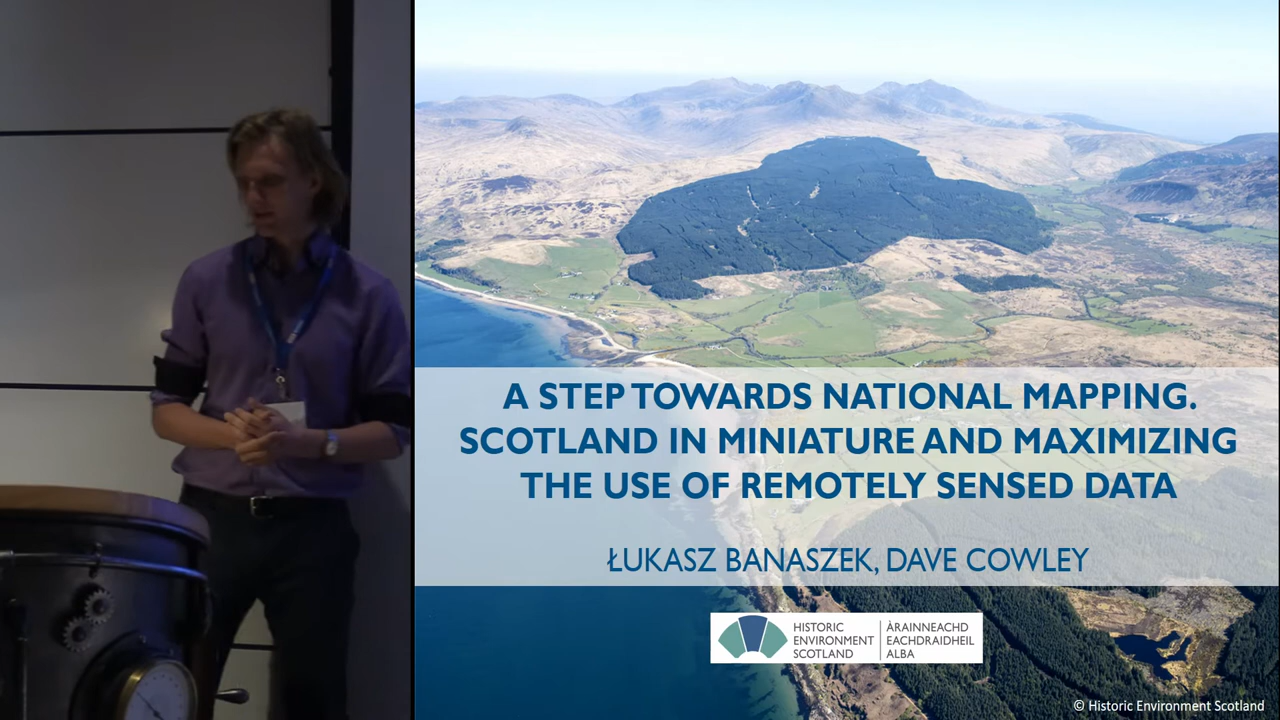 A STEP TOWARDS NATIONAL MAPPING.
SCOTLAND IN MINIATURE AND MAXIMIZING
THE USE OF REMOTELY SENSED DATA
ŁUKASZ BANASZEK, DAVE COWLEY
HISTORIC
ENVIRONMENT
SCOTLAND
ÀRAINNEACHD
EACHDRAIDHEIL
ALBA
© Historic Environment Scotland